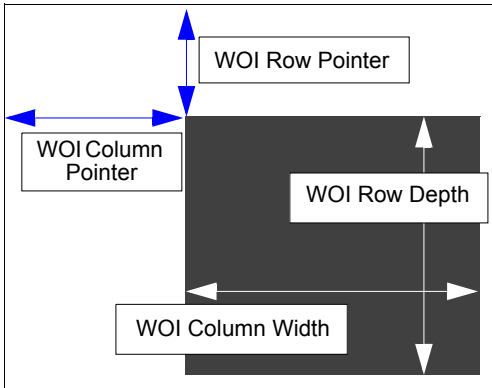 WOI Row Pointer
WOI Column
Pointer
WOI Row Depth
WOI Column Width